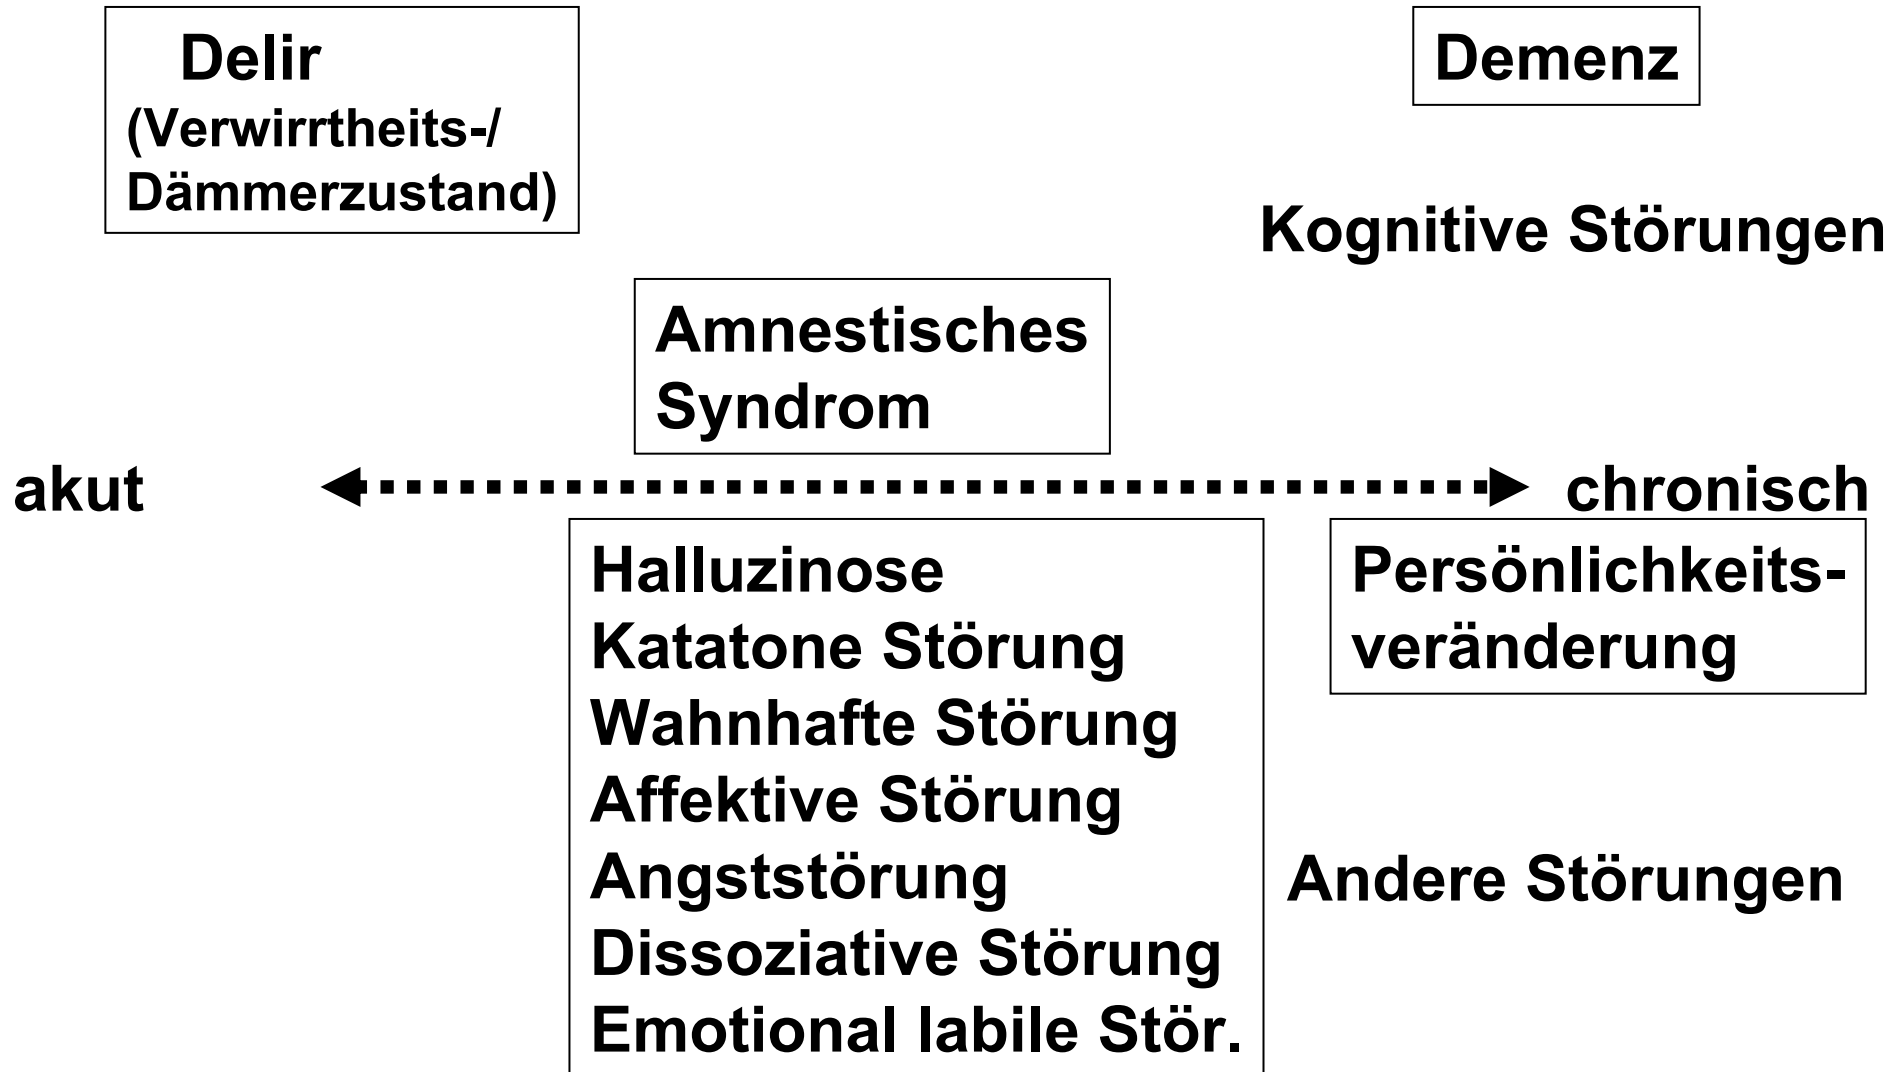 Delir
(Verwirrtheits-/
Dämmerzustand)
Demenz
Kognitive Störungen
Amnestisches
Syndrom
akut
chronisch
Halluzinose
Katatone Störung
Wahnhafte Störung
Affektive Störung
Angststörung
Dissoziative Störung
Emotional labile Stör.
Persönlichkeits-
veränderung
Andere Störungen